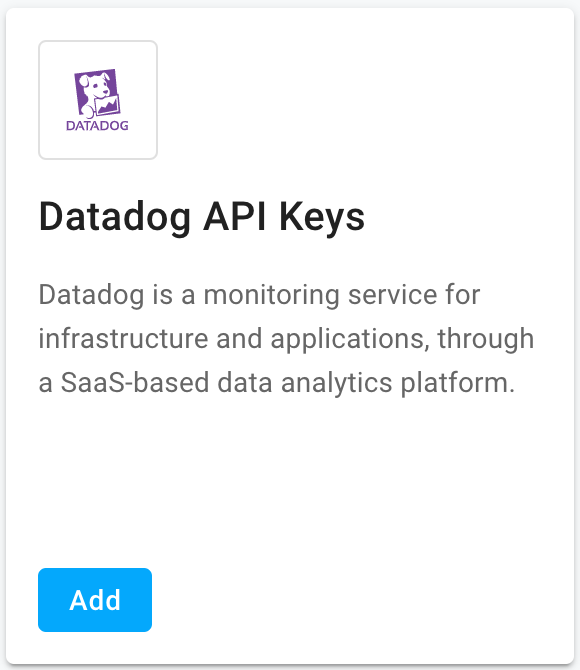 DATADOG
Datadog API Keys
Datadog is a monitoring service for
infrastructure and applications, through
a SaaS-based data analytics platform.
Add